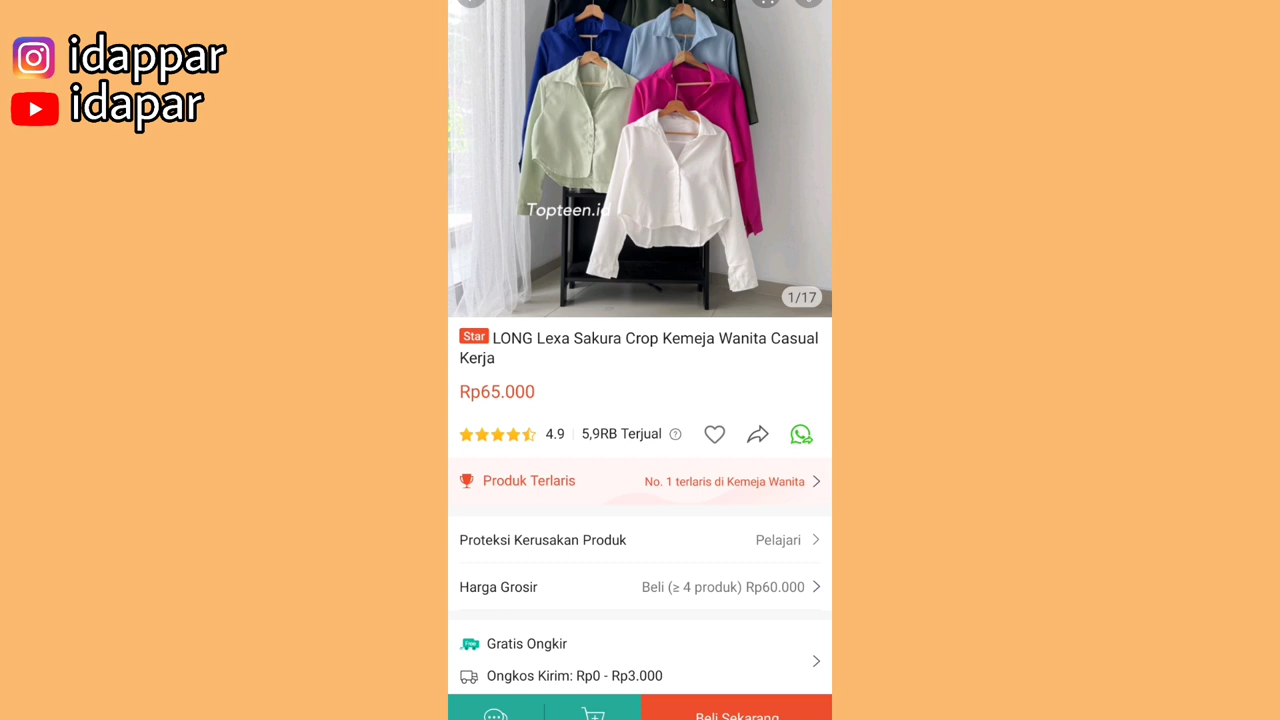 idappar
idapar
Topteen.id
1/17
Star LONG Lexa Sakura Crop Kemeja Wanita Casual
Kerja
Rp65.000
4.9 5,9RB Terjual ?
Produk Terlaris No. 1 terlaris di Kemeja Wanita
Proteksi Kerusakan Produk Pelajari
Harga Grosir Beli (≥ 4 produk) Rp60.000
Free Gratis Ongkir
Ongkos Kirim: Rp0 - Rp3.000
Beli Sekarang